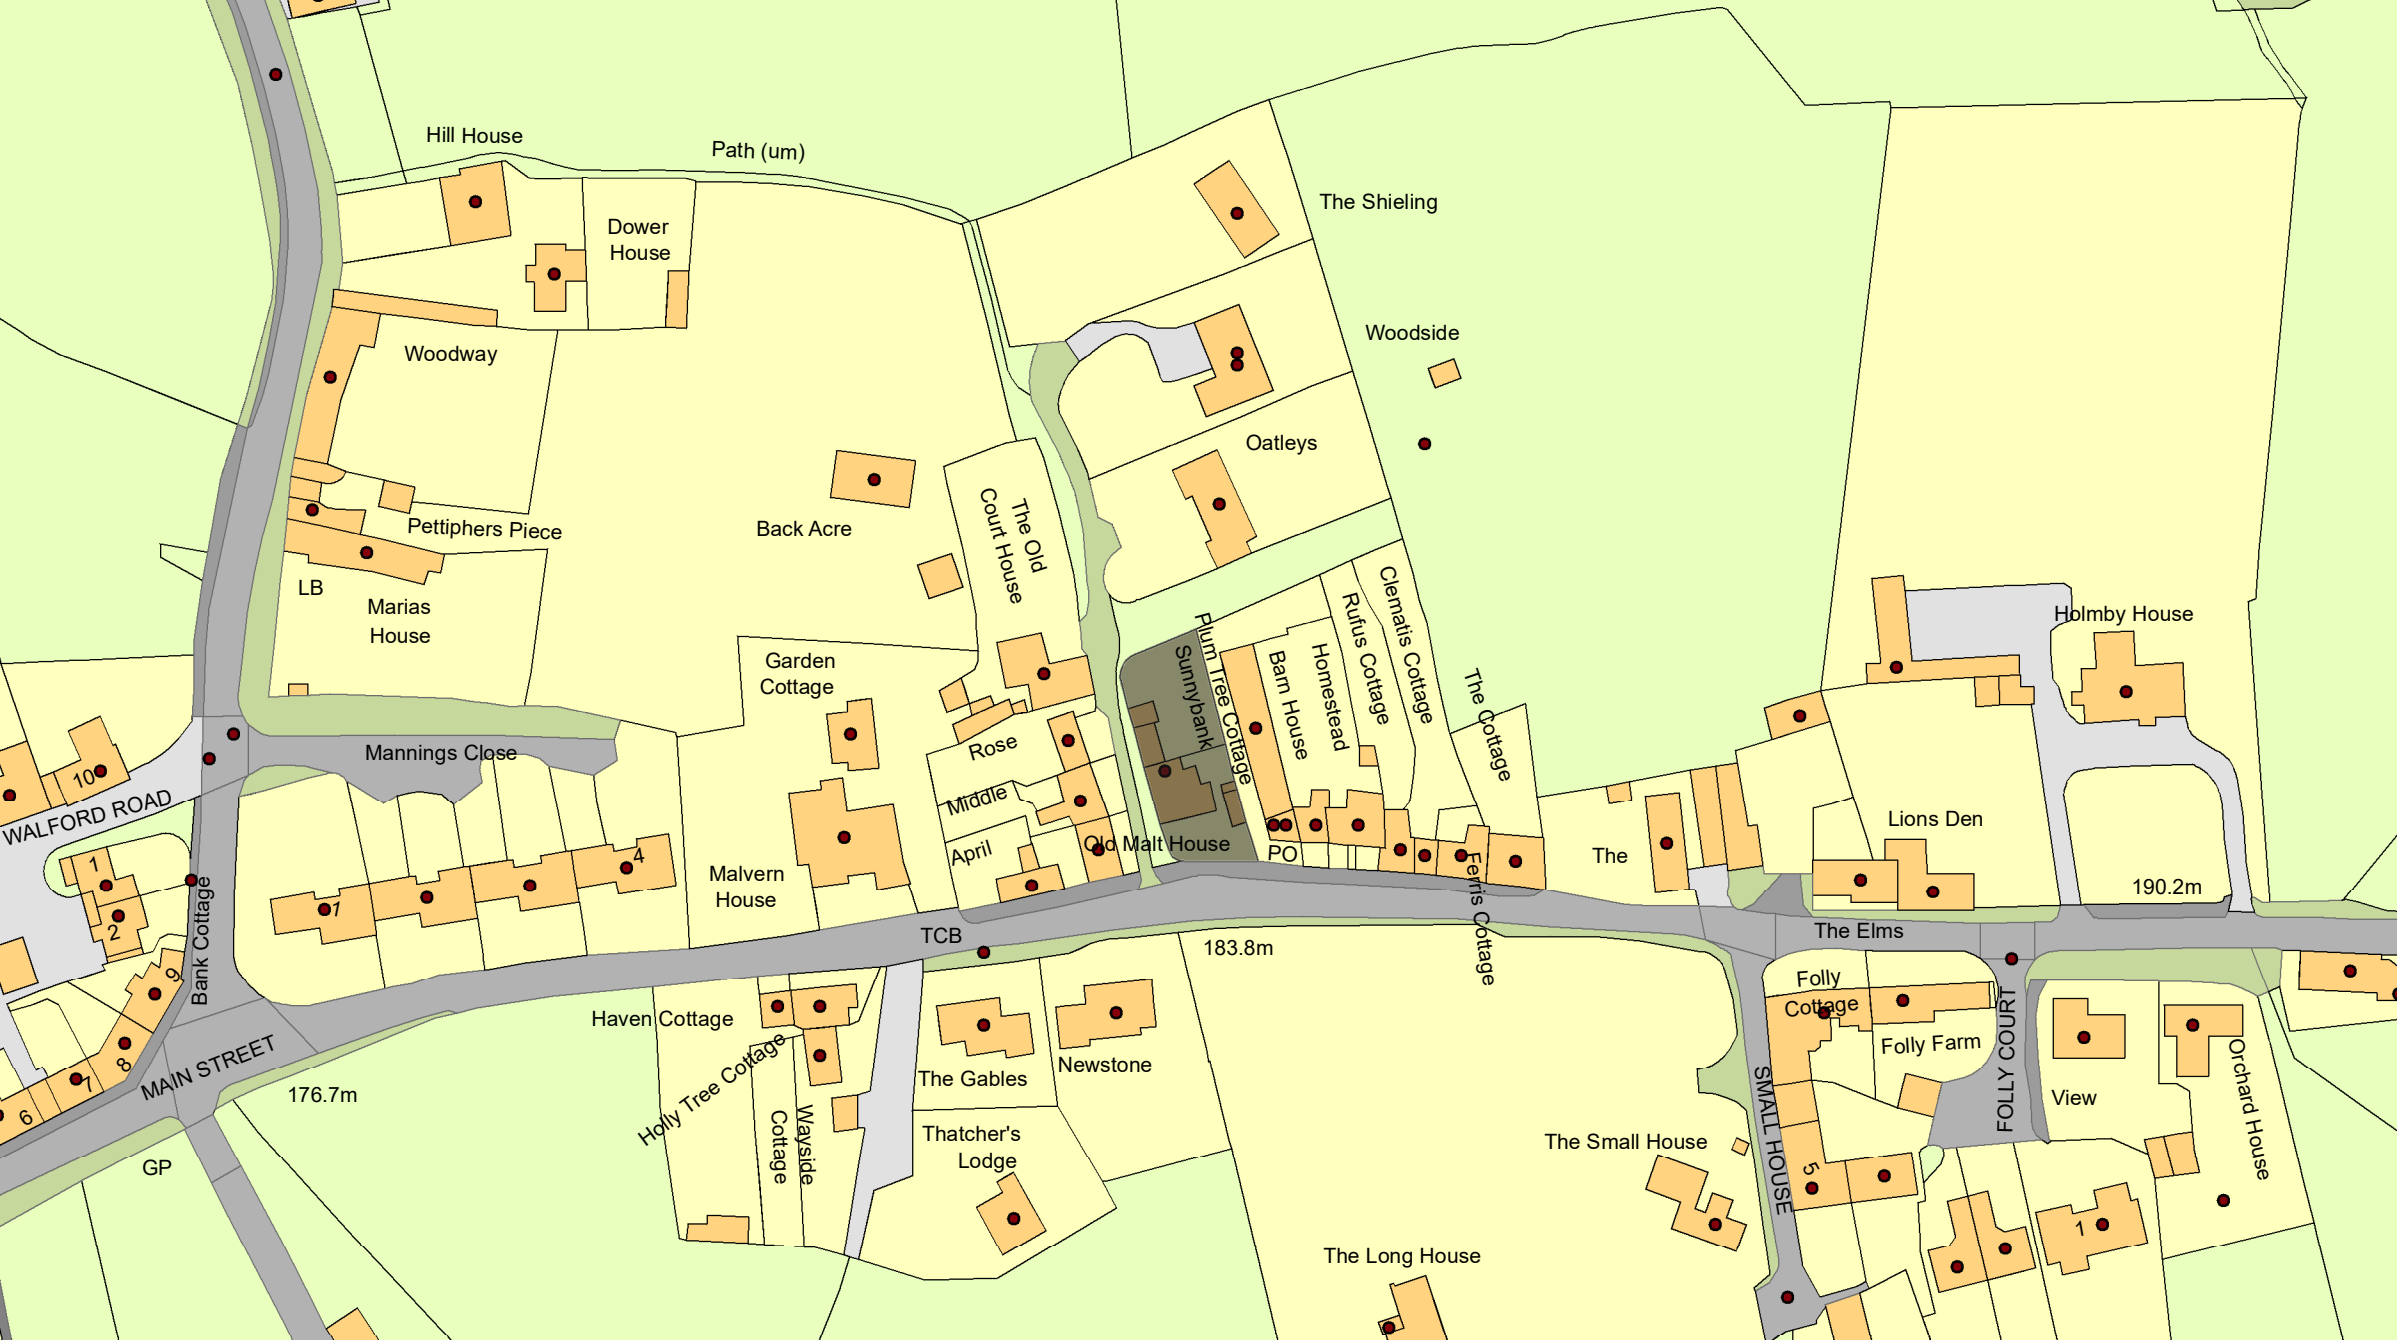 Hill House
Path (um)
The Shieling
Dower
House
Woodside
Woodway
Oatleys
Back Acre
The Old
Court House
Pettiphers Piece
LB
Marias
House
Garden
Cottage
Mannings Close
WALFORD ROAD
10
Rose
Middle
April
Sunnybank
Plum Tree Cottage
Barn House
Homestead
Rufus Cottage
Clematis Cottage
The Cottage
Holmby House
Lions Den
Old Malt House
PO
The
190.2m
1
2
Bank Cottage
1
4
Malvern
House
TCB
183.8m
Ferris Cottage
The Elms
9
8
7
6
MAIN STREET
176.7m
GP
Haven Cottage
Holly Tree Cottage
Wayside
Cottage
The Gables
Newstone
Thatcher's
Lodge
Folly
Cottage
Folly Farm
FOLLY COURT
View
Orchard House
SMALL HOUSE
The Small House
5
1
The Long House